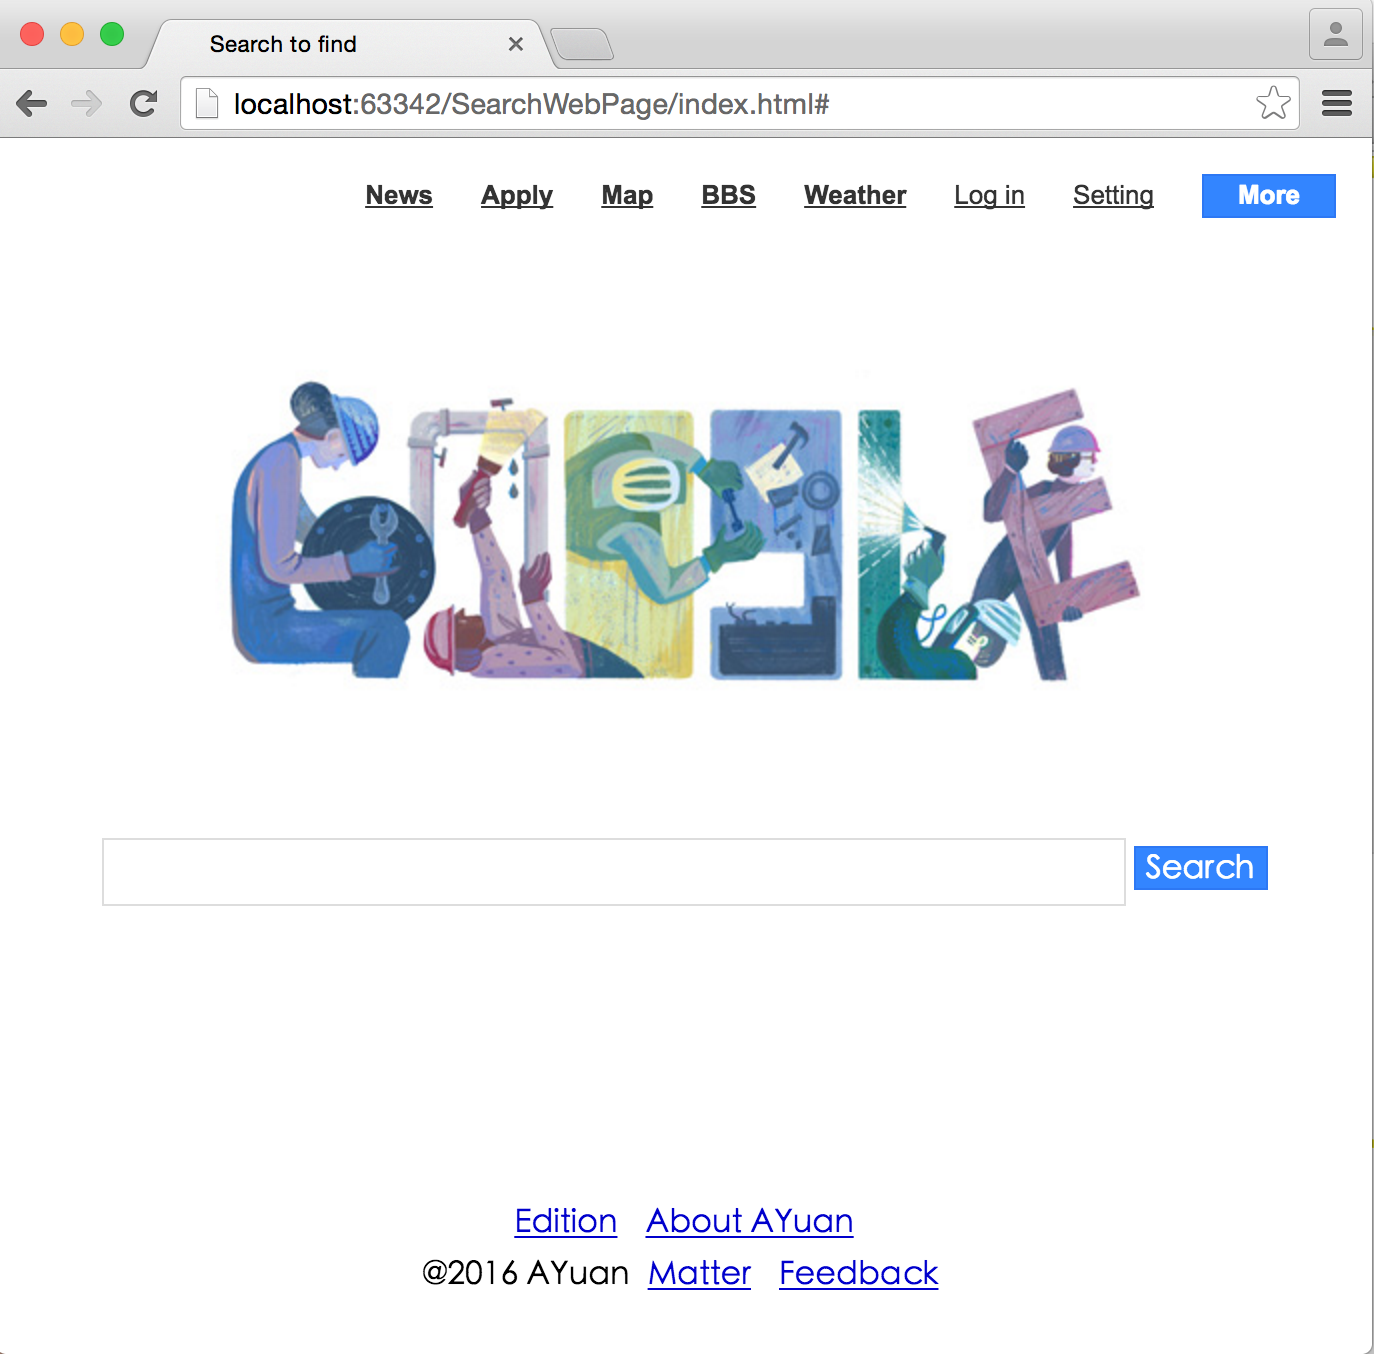 Search to find
localhost:63342/SearchWebPage/index.html#
News Apply Map BBS Weather Log in Setting More
GOOGLE
Search
Edition About AYuan
@2016 AYuan Matter Feedback